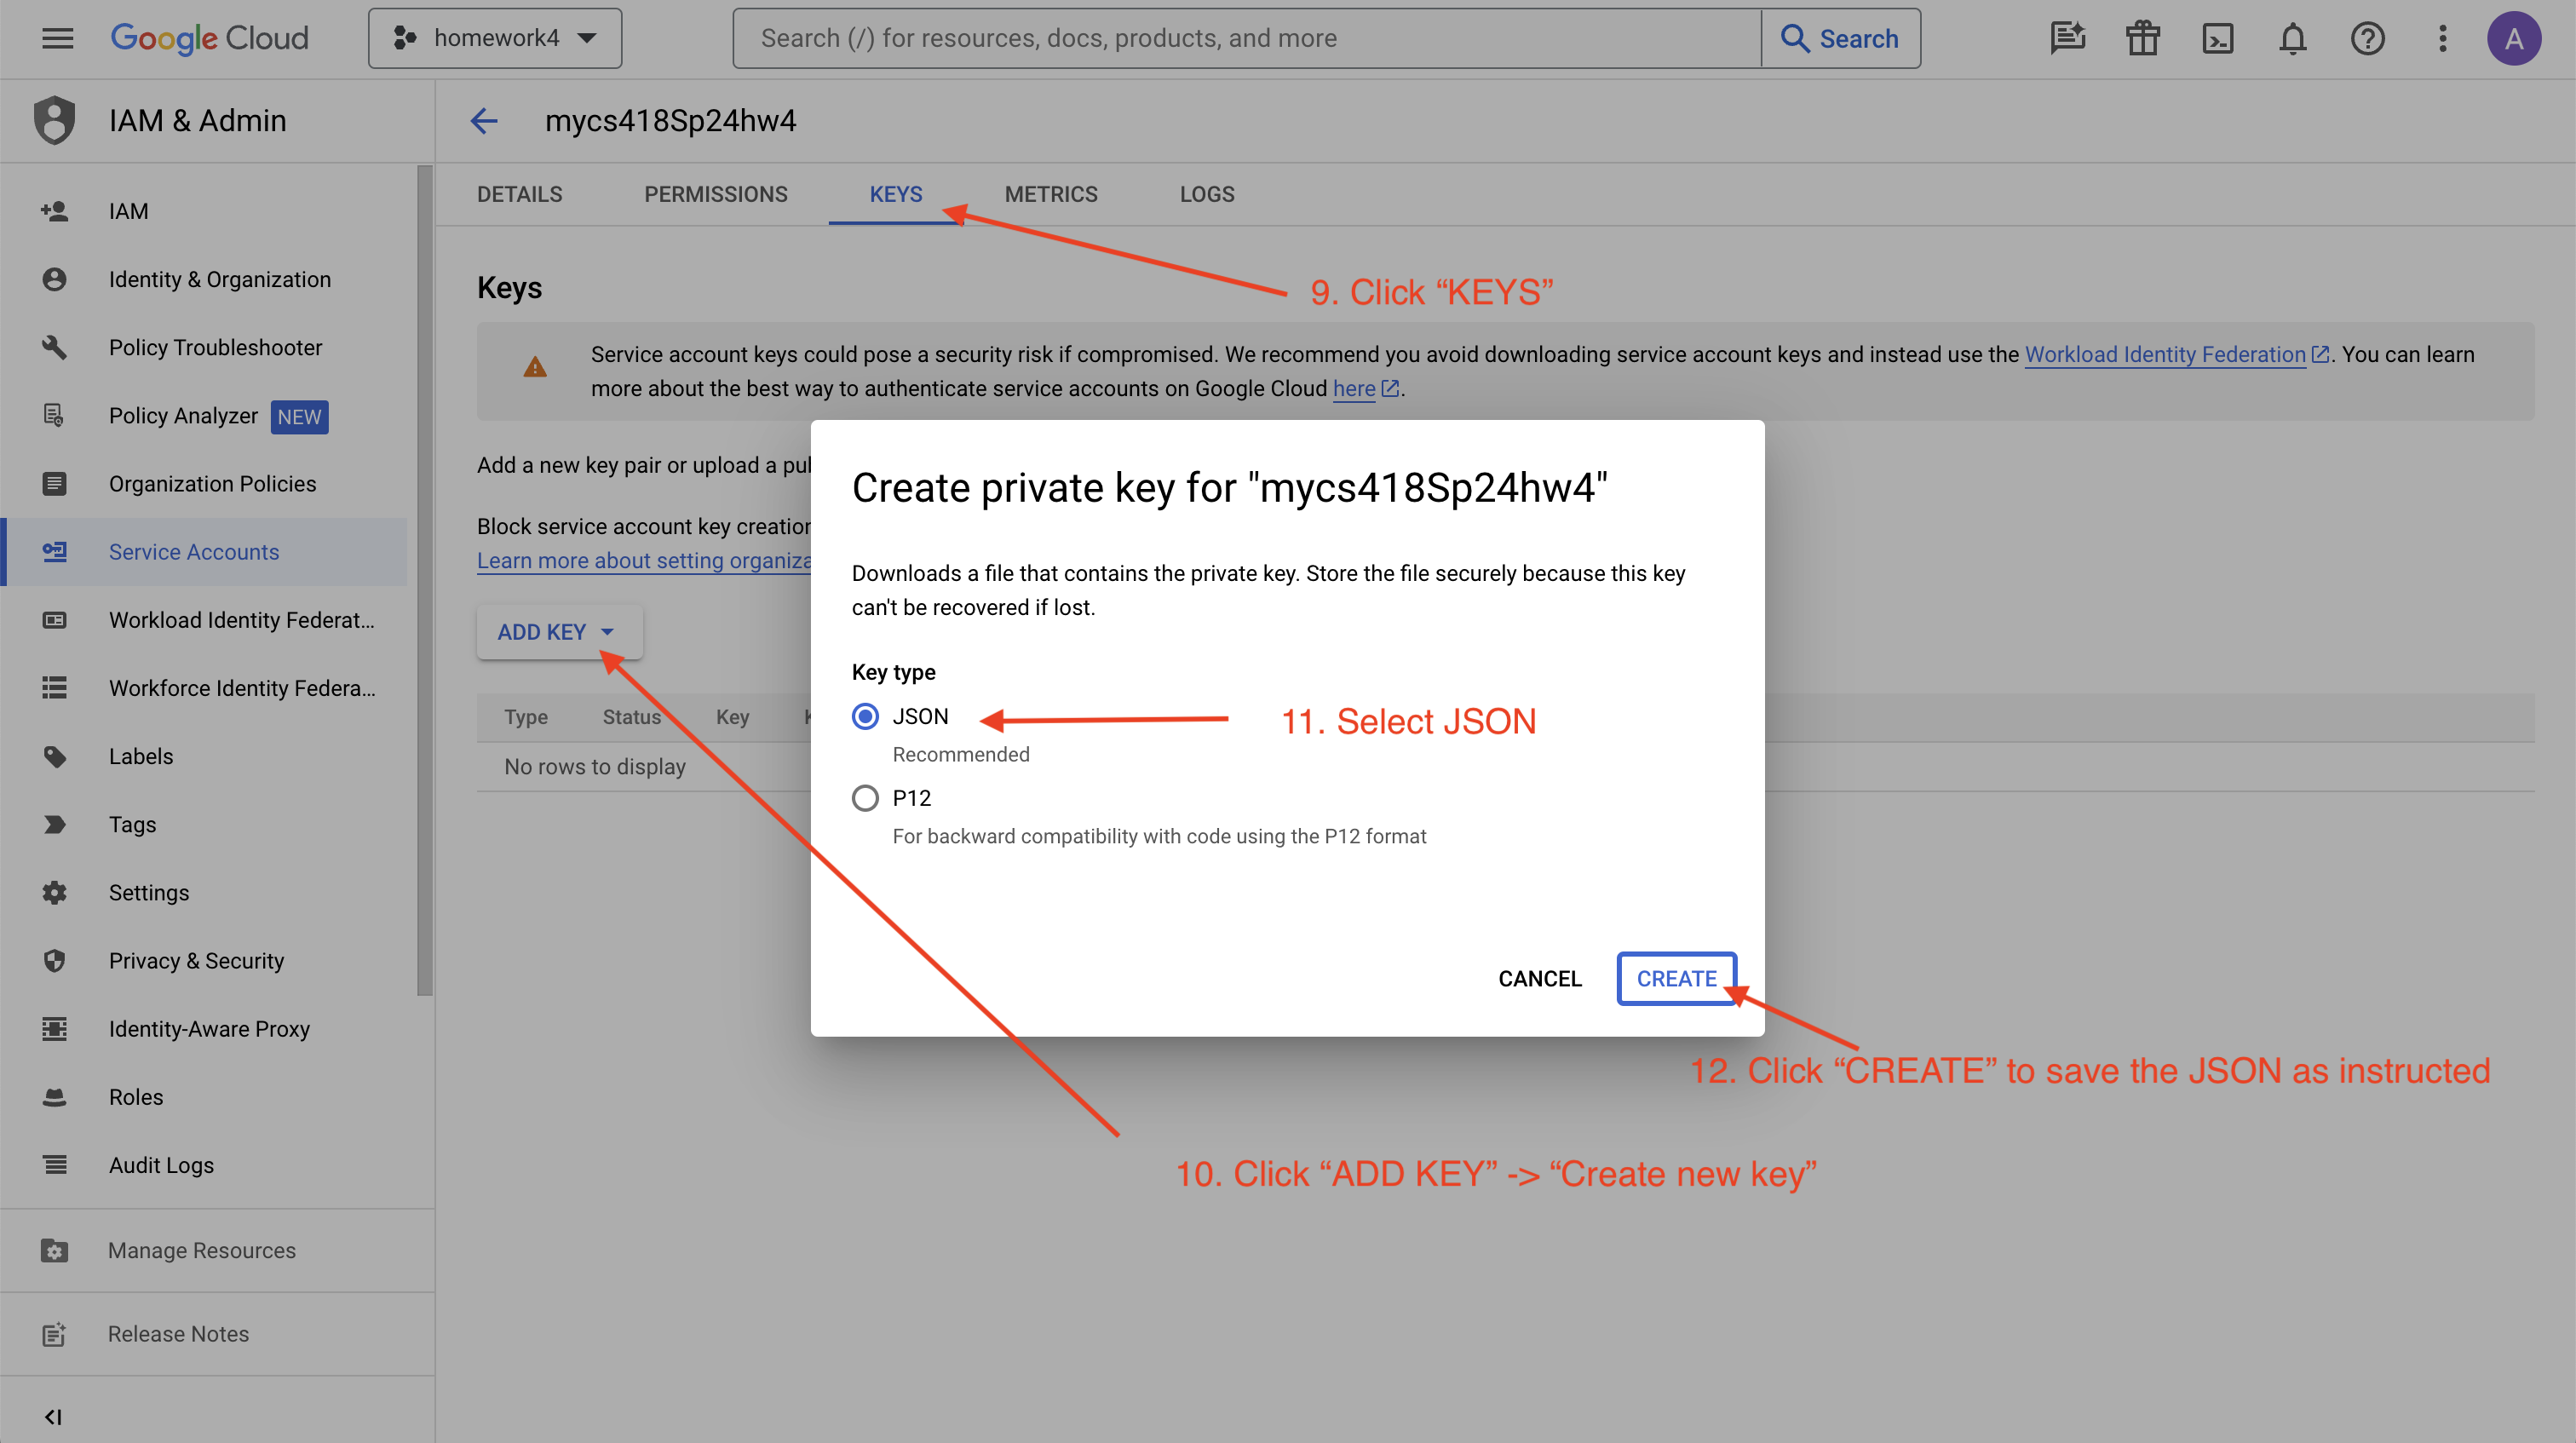 Google Cloud
homework4
Search (/) for resources, docs, products, and more
Search
A
IAM & Admin
mycs418Sp24hw4
DETAILS
PERMISSIONS
KEYS
METRICS
LOGS
IAM
Identity & Organization
Policy Troubleshooter
Policy Analyzer NEW
Organization Policies
Service Accounts
Workload Identity Federat...
Workforce Identity Federa...
Labels
Tags
Settings
Privacy & Security
Identity-Aware Proxy
Roles
Audit Logs
Manage Resources
Release Notes
Keys
9. Click “KEYS”
Service account keys could pose a security risk if compromised. We recommend you avoid downloading service account keys and instead use the Workload Identity Federation. You can learn
more about the best way to authenticate service accounts on Google Cloud here.
Add a new key pair or upload a
Block service account key
Learn more about setting
ADD KEY
Type
Status
Key
No rows to display
Create private key for "mycs418Sp24hw4"
Downloads a file that contains the private key. Store the file securely because this key
can't be recovered if lost.
Key type
JSON
11. Select JSON
Recommended
P12
For backward compatibility with code using the P12 format
CANCEL
CREATE
12. Click “CREATE” to save the JSON as instructed
10. Click “ADD KEY” -> “Create new key”